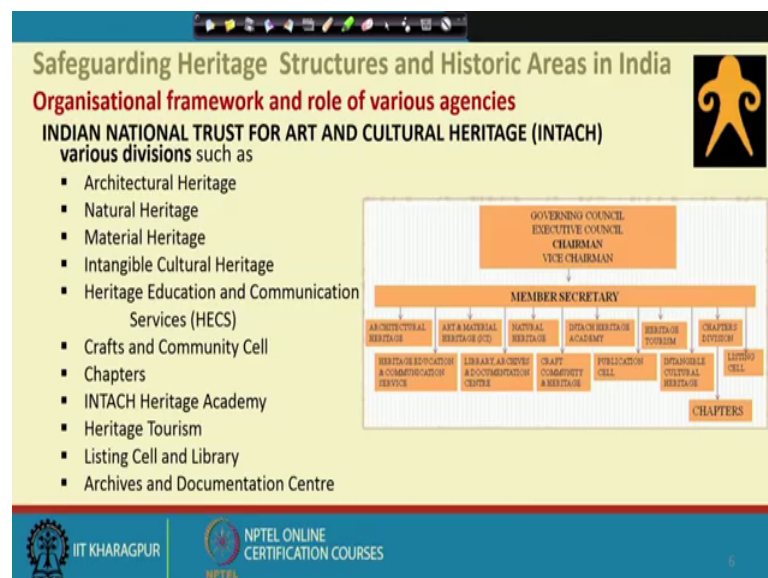 Safeguarding Heritage Structures and Historic Areas in India
Organisational framework and role of various agencies
INDIAN NATIONAL TRUST FOR ART AND CULTURAL HERITAGE (INTACH)
various divisions such as
▪ Architectural Heritage
▪ Natural Heritage
▪ Material Heritage
▪ Intangible Cultural Heritage
▪ Heritage Education and Communication
Services (HECS)
▪ Crafts and Community Cell
▪ Chapters
▪ INTACH Heritage Academy
▪ Heritage Tourism
▪ Listing Cell and Library
▪ Archives and Documentation Centre
GOVERNING COUNCIL
EXECUTIVE COUNCIL
CHAIRMAN
VICE CHAIRMAN
MEMBER SECRETARY
ARCHITECTURAL
HERITAGE
ART & MATERIAL
HERITAGE (ICI)
NATURAL
HERITAGE
INTACH HERITAGE
ACADEMY
HERITAGE
TOURISM
CHAPTERS
DIVISION
HERITAGE EDUCATION
& COMMUNICATION
SERVICE
LIBRARY, ARCHIVES
& DOCUMENTATION
CENTRE
CRAFT
COMMUNITY
& HERITAGE
PUBLICATION
CELL
INTANGIBLE
CULTURAL
HERITAGE
LISTING
CELL
CHAPTERS
IIT KHARAGPUR
NPTEL
NPTEL ONLINE
CERTIFICATION COURSES
6